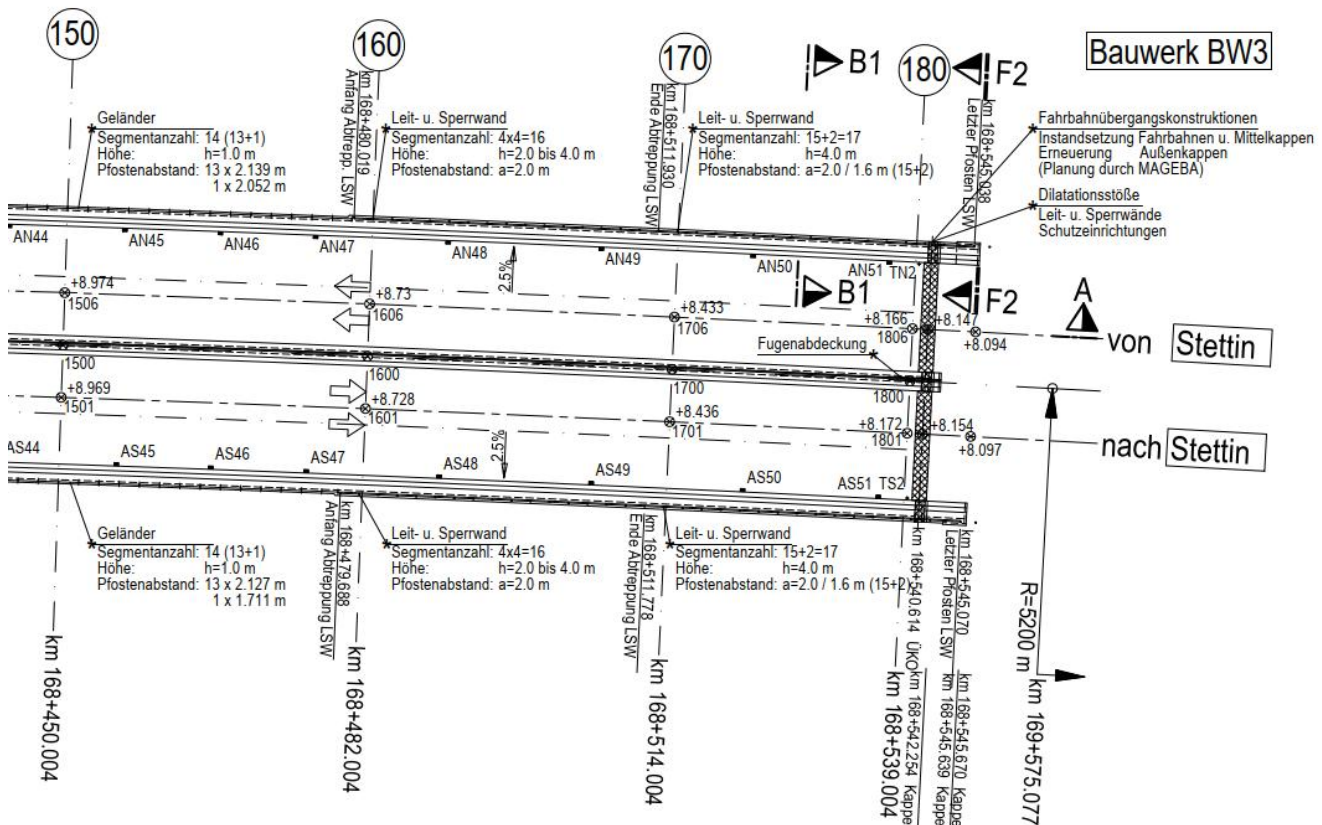 150
160
170
B1
180
F2
Bauwerk BW3
km 168+480.019
Anfang Abtrepp. LSW
km 168+511.930
Ende Abtreppung LSW
km 168+545.038
Letzter Pfosten LSW
Geländer
Segmentanzahl: 14 (13+1)
Höhe: h=1.0 m
Pfostenabstand: 13 x 2.139 m
1 x 2.052 m
Leit- u. Sperrwand
Segmentanzahl: 4x4=16
Höhe: h=2.0 bis 4.0 m
Pfostenabstand: a=2.0 m
Leit- u. Sperrwand
Segmentanzahl: 15+2=17
Höhe: h=4.0 m
Pfostenabstand: a=2.0 / 1.6 m (15+2)
Fahrbahnübergangskonstruktionen
Instandsetzung Fahrbahnen u. Mittelkappen
Erneuerung Außenkappen
(Planung durch MAGEBA)
Dilatationsstöße
Leit- u. Sperrwände
Schutzeinrichtungen
AN44
AN45
AN46
AN47
AN48
AN49
AN50
AN51 TN2
2.5%
B1
F2
A
+8.974
1506
+8.73
1606
+8.433
1706
+8.166
1806
+8.147
+8.094
von Stettin
Fugenabdeckung
1500
1600
1700
1800
+8.969
1501
+8.728
1601
+8.436
1701
+8.172
1801
+8.154
+8.097
nach Stettin
2.5%
AS44
AS45
AS46
AS47
AS48
AS49
AS50
AS51 TS2
Geländer
Segmentanzahl: 14 (13+1)
Höhe: h=1.0 m
Pfostenabstand: 13 x 2.127 m
1 x 1.711 m
km 168+479.688
Anfang Abtreppung LSW
Leit- u. Sperrwand
Segmentanzahl: 4x4=16
Höhe: h=2.0 bis 4.0 m
Pfostenabstand: a=2.0 m
km 168+511.778
Ende Abtreppung LSW
Leit- u. Sperrwand
Segmentanzahl: 15+2=17
Höhe: h=4.0 m
Pfostenabstand: a=2.0 / 1.6 m (15+2)
km 168+450.004
km 168+482.004
km 168+514.004
km 168+539.004
km 168+540.614 ÜKO
km 168+542.254 Kappe
km 168+545.070
Letzter Pfosten LSW
km 168+545.639 Kappe
km 168+545.670 Kappe
R=5200 m
km 169+575.077